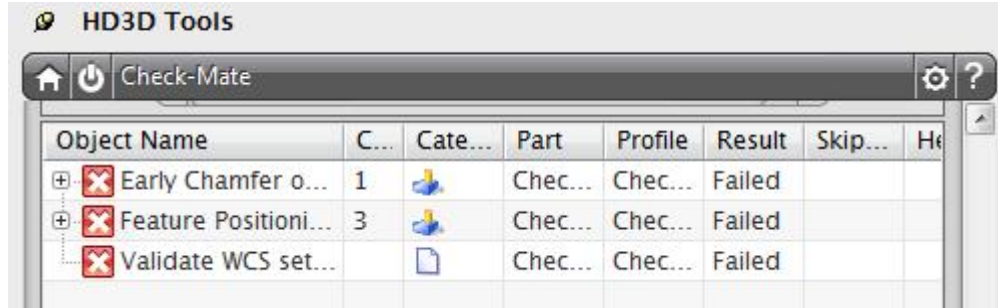 HD3D Tools
Check-Mate ?
Object Name C... Cate... Part Profile Result Skip... He
Early Chamfer o... 1 Chec... Chec... Failed
Feature Positioni... 3 Chec... Chec... Failed
Validate WCS set... Chec... Chec... Failed